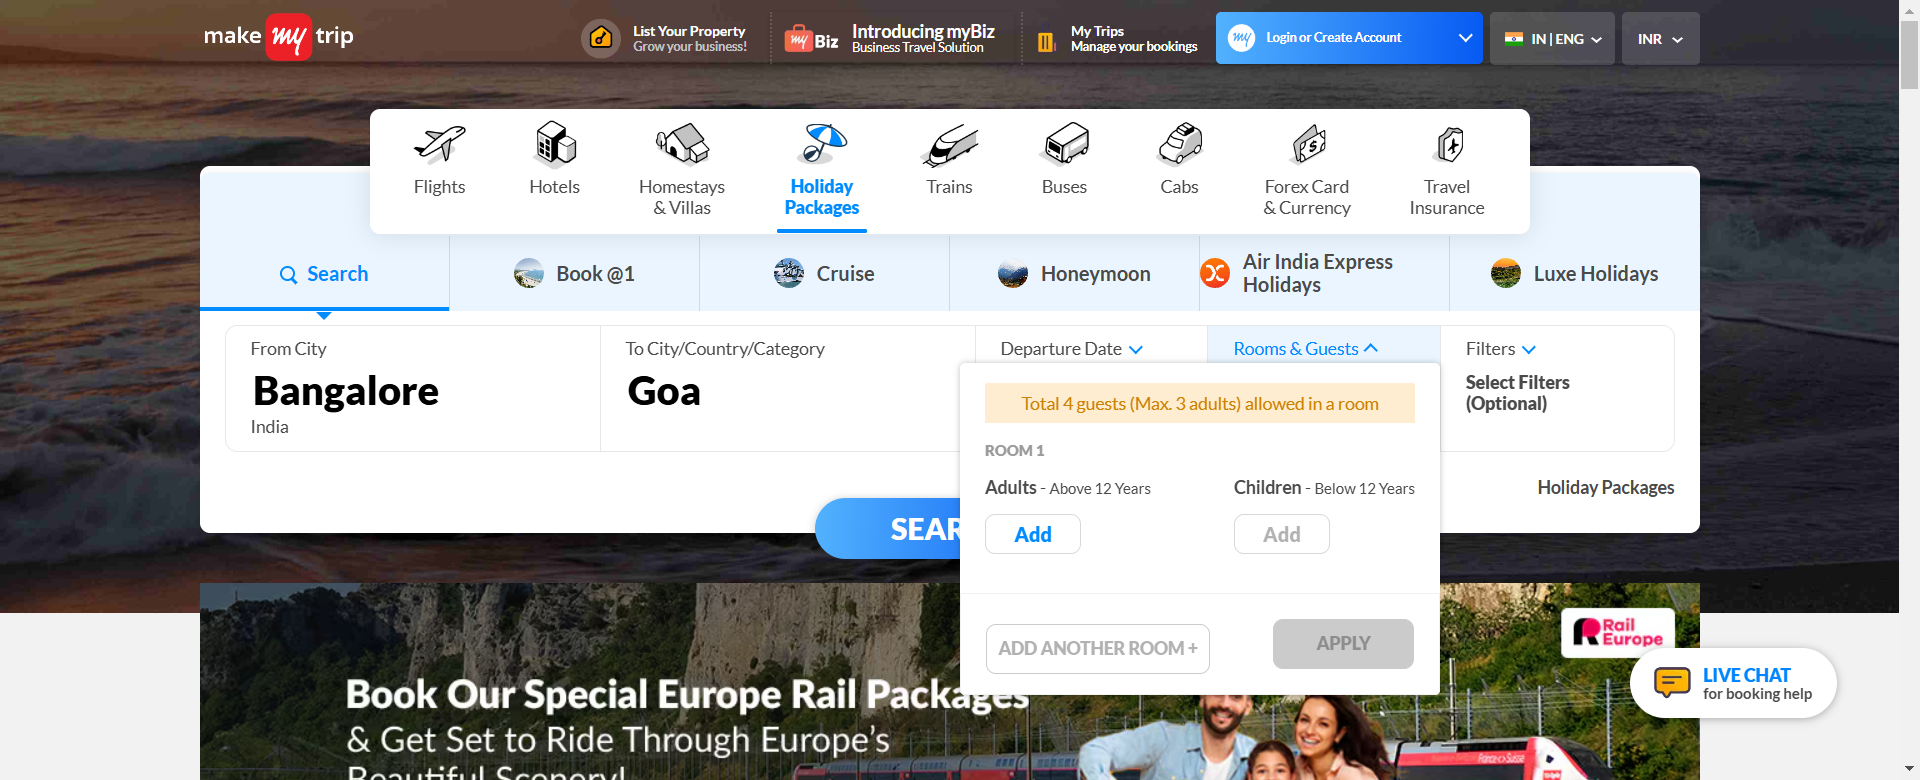 make my trip
List Your Property
Grow your business!
my Biz
Introducing myBiz
Business Travel Solution
My Trips
Manage your bookings
my
Login or Create Account
IN | ENG
INR
Flights
Hotels
Homestays
& Villas
Holiday
Packages
Trains
Buses
Cabs
Forex Card
& Currency
Travel
Insurance
Search
Book @1
Cruise
Honeymoon
Air India Express
Holidays
Luxe Holidays
From City
Bangalore
India
To City/Country/Category
Goa
Departure Date
Rooms & Guests
Filters
Select Filters
(Optional)
Total 4 guests (Max. 3 adults) allowed in a room
ROOM 1
Adults - Above 12 Years
Children - Below 12 Years
Add
Add
ADD ANOTHER ROOM +
APPLY
Holiday Packages
SEAR
Rail
Europe
LIVE CHAT
for booking help
Book Our Special Europe Rail Packages
& Get Set to Ride Through Europe's
Beautiful Scenery!